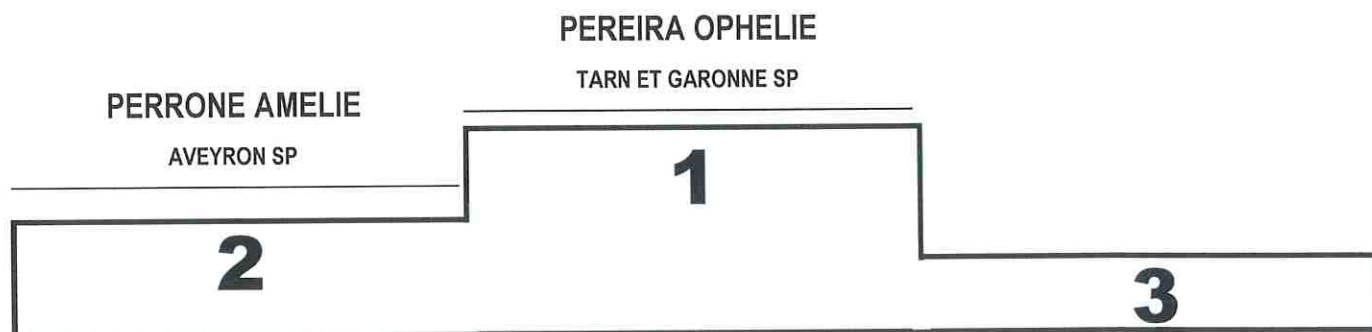 PEREIRA OPHELIE
TARN ET GARONNE SP
PERRONE AMELIE
AVEYRON SP
1
2
3